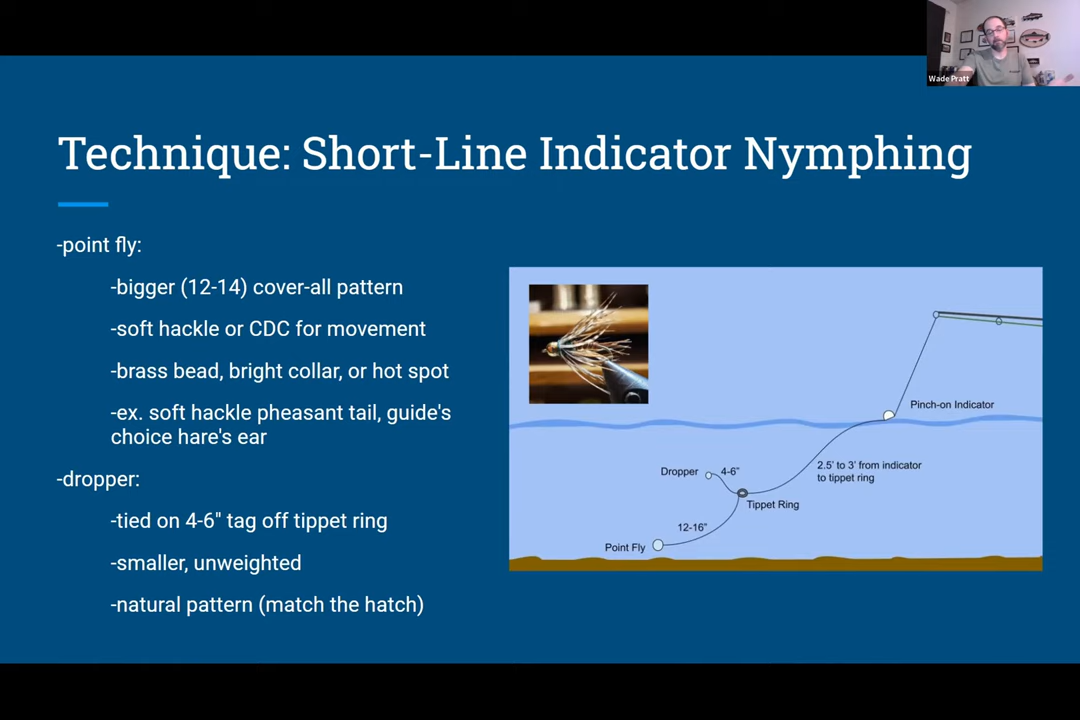 Wade Pratt
Technique: Short-Line Indicator Nymphing
-point fly:
-bigger (12-14) cover-all pattern
-soft hackle or CDC for movement
-brass bead, bright collar, or hot spot
-ex. soft hackle pheasant tail, guide's
choice hare's ear
-dropper:
-tied on 4-6" tag off tippet ring
-smaller, unweighted
-natural pattern (match the hatch)
Pinch-on Indicator
2.5' to 3' from indicator
to tippet ring
Dropper
4-6"
Tippet Ring
12-16"
Point Fly